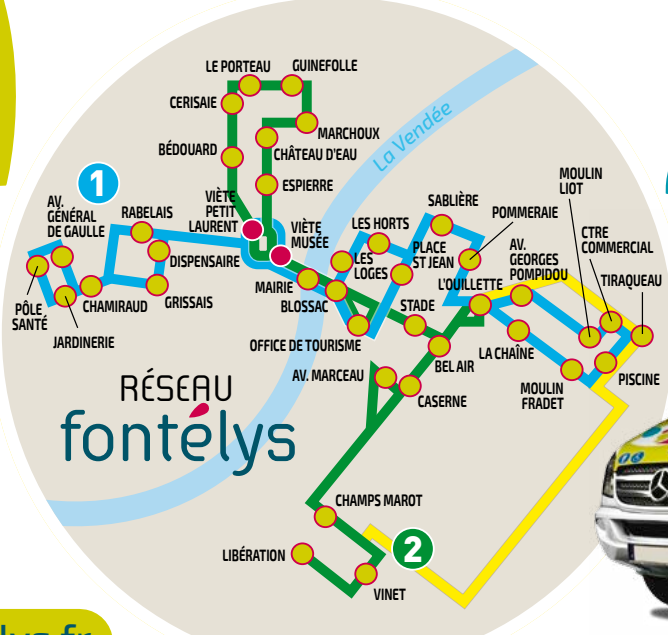 LE PORTEAU
GUINEFOLLE
CERISAIE
MARCHOUX
BÉDOUARD
CHÂTEAU D'EAU
La Vendée
ESPIERRE
1
AV.
GÉNÉRAL
DE GAULLE
RABELAIS
VIÈTE
PETIT
LAURENT
VIÈTE
MUSÉE
LES HORTS
SABLIÈRE
POMMERAIE
MOULIN
LIOT
CTRE
COMMERCIAL
TIRAQUEAU
DISPENSAIRE
LES
LOGES
PLACE
ST JEAN
AV.
GEORGES
POMPIDOU
L'OUILLETTE
PÔLE
SANTÉ
CHAMIRAUD
GRISSAIS
MAIRIE
BLOSSAC
STADE
JARDINERIE
OFFICE DE TOURISME
BEL AIR
LA CHAÎNE
MOULIN
FRADET
PISCINE
AV. MARCEAU
CASERNE
RÉSEAU
fontélys
CHAMPS MAROT
LIBÉRATION
2
VINET